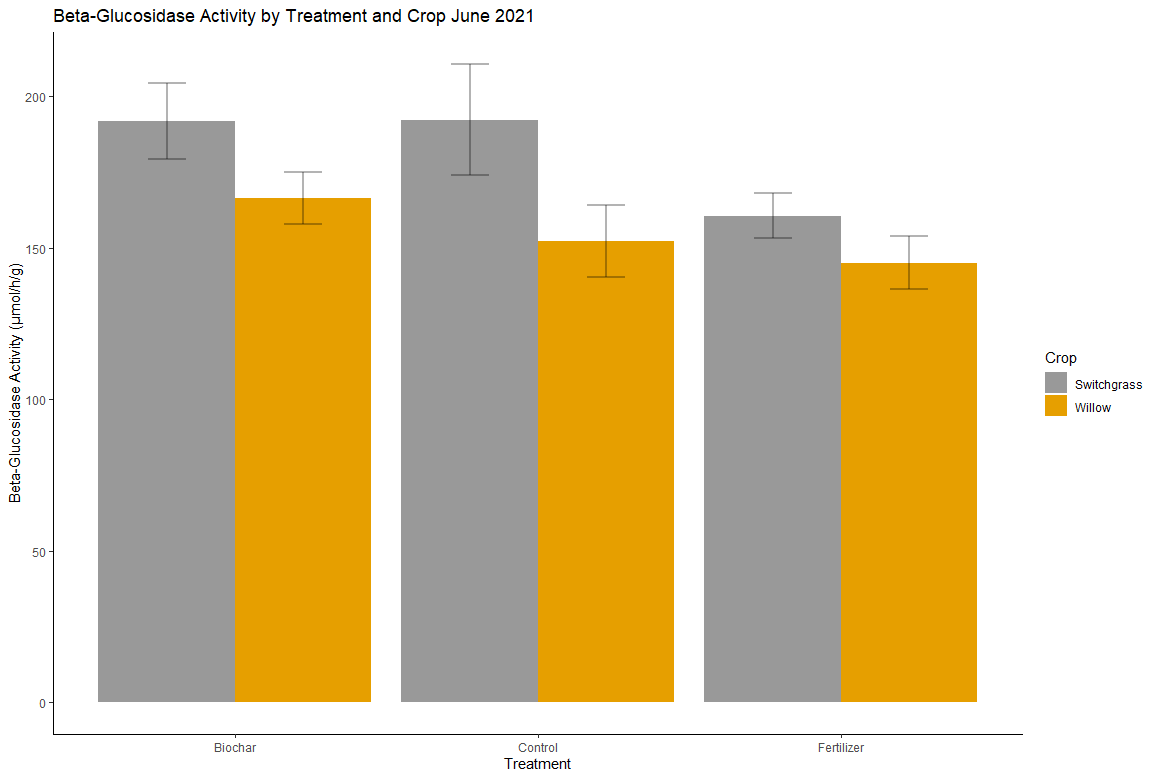 Beta-Glucosidase Activity by Treatment and Crop June 2021
Beta-Glucosidase Activity (µmol/h/g)
200
150
100
50
0
Biochar
Control
Fertilizer
Treatment
Crop
Switchgrass
Willow